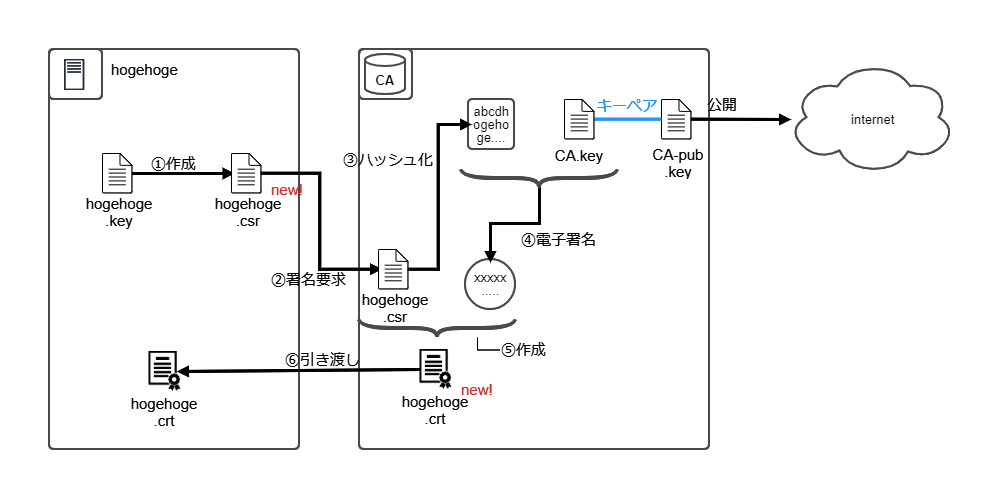 hogehoge
CA
abcdh
ogeho
ge....
キーペア
公開
internet
CA.key
CA-pub
.key
①作成
③ハッシュ化
new!
hogehoge
.key
hogehoge
.csr
④電子署名
②署名要求
xxxxx
.....
hogehoge
.csr
⑤作成
⑥引き渡し
new!
hogehoge
.crt
hogehoge
.crt